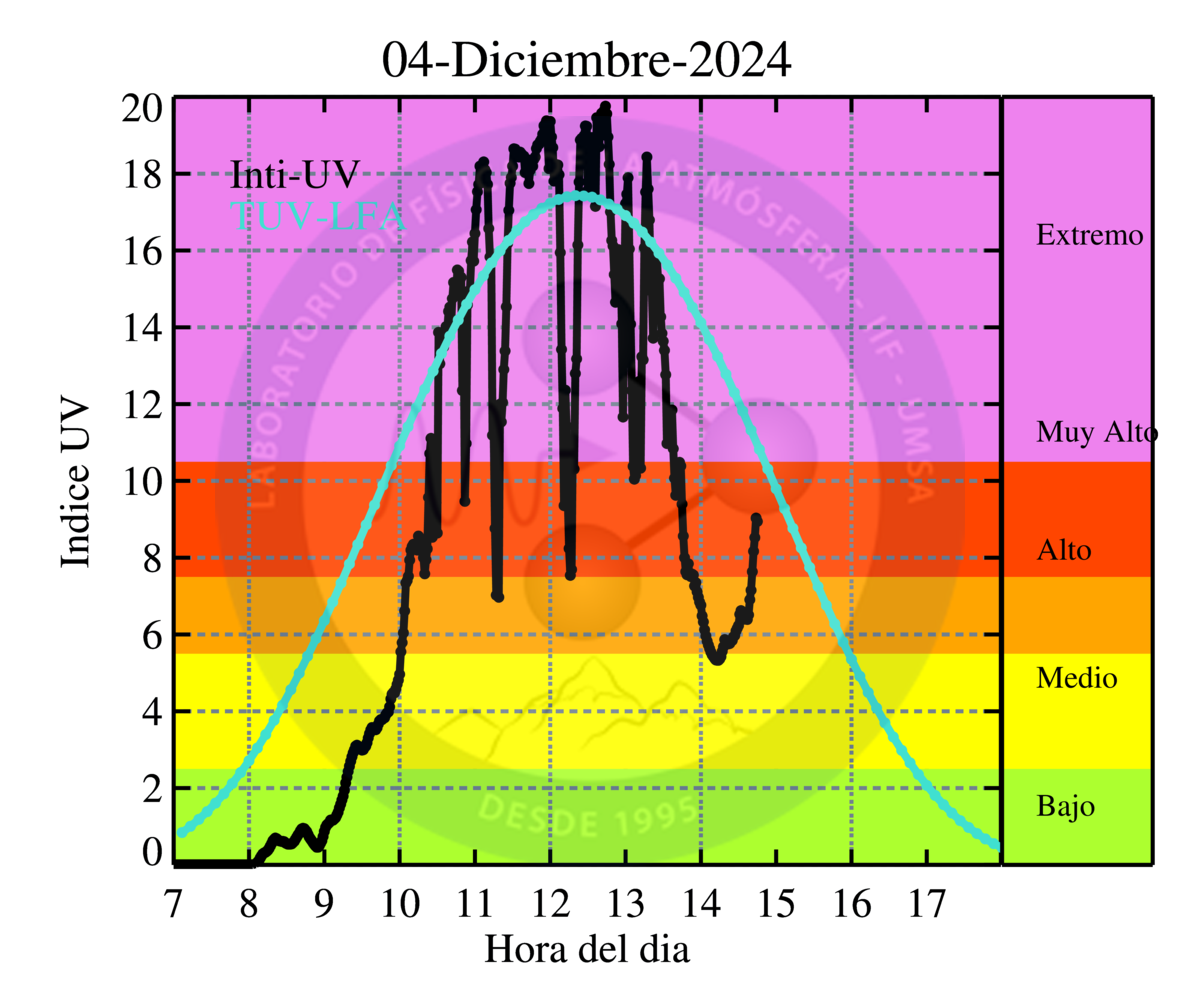 04-Diciembre-2024
Inti-UV
TUV-LFA
LABORATORIO DE FÍSICA DE LA ATMÓSFERA - IIF - UMSA
DESDE 1995
Indice UV
20
18
16
14
12
10
8
6
4
2
0
Extremo
Muy Alto
Alto
Medio
Bajo
7 8 9 10 11 12 13 14 15 16 17
Hora del dia